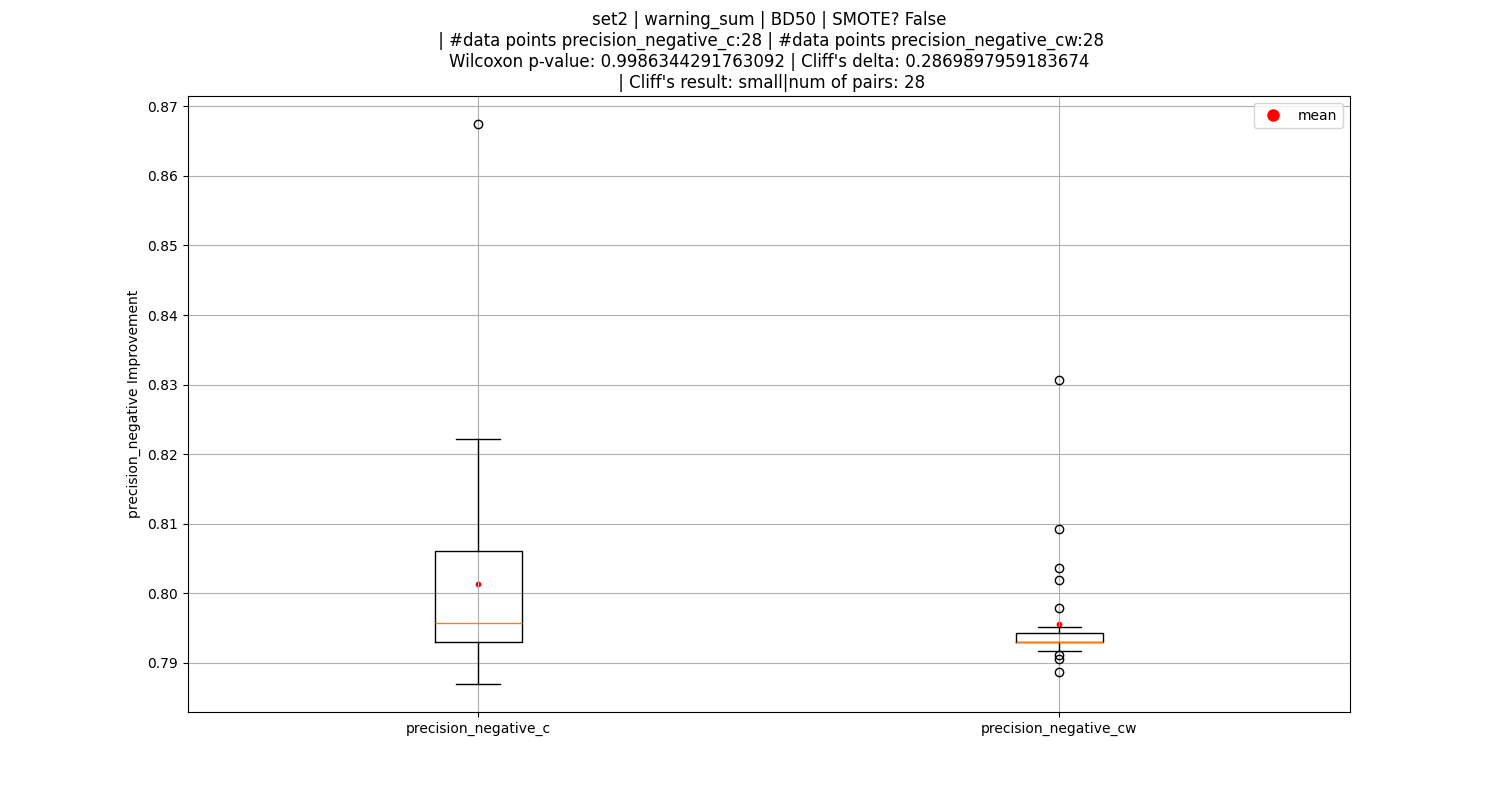 set2 | warning_sum | BD50 | SMOTE? False
| #data points precision_negative_c:28 | #data points precision_negative_cw:28
Wilcoxon p-value: 0.9986344291763092 | Cliff's delta: 0.2869897959183674
| Cliff's result: small|num of pairs: 28
mean
precision_negative Improvement
0.87
0.86
0.85
0.84
0.83
0.82
0.81
0.80
0.79
precision_negative_c
precision_negative_cw